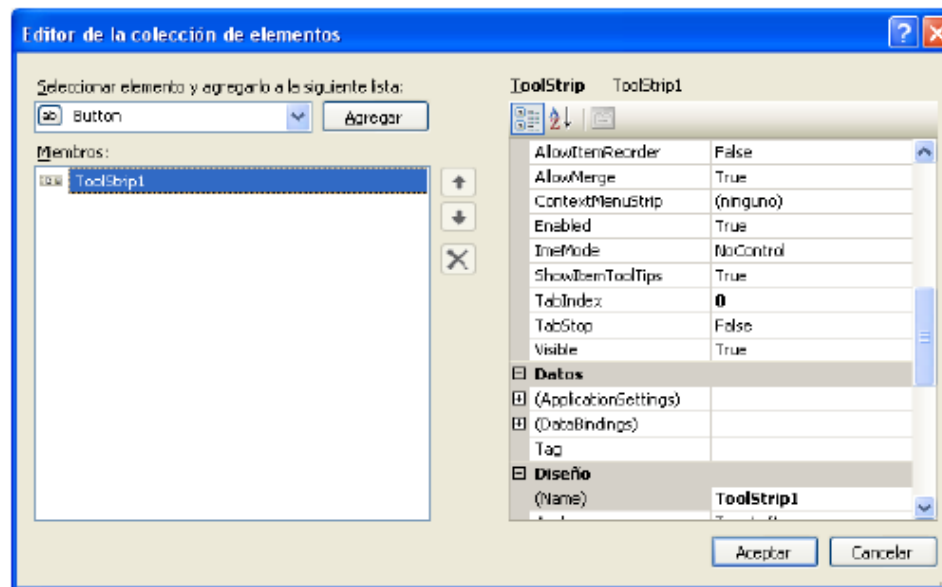 Editor de la colección de elementos
Seleccionar elemento y agregarlo a la siguiente lista:
Button
Agregar
Miembros:
ToolStrip1
ToolStrip ToolStrip1
AllowItemReorder False
AllowMerge True
ContextMenuStrip (ninguno)
Enabled True
ImeMode NoControl
ShowItemToolTips True
TabIndex 0
TabStop False
Visible True
Datos
(ApplicationSettings)
(DataBindings)
Tag
Diseño
(Name) ToolStrip1
Aceptar
Cancelar